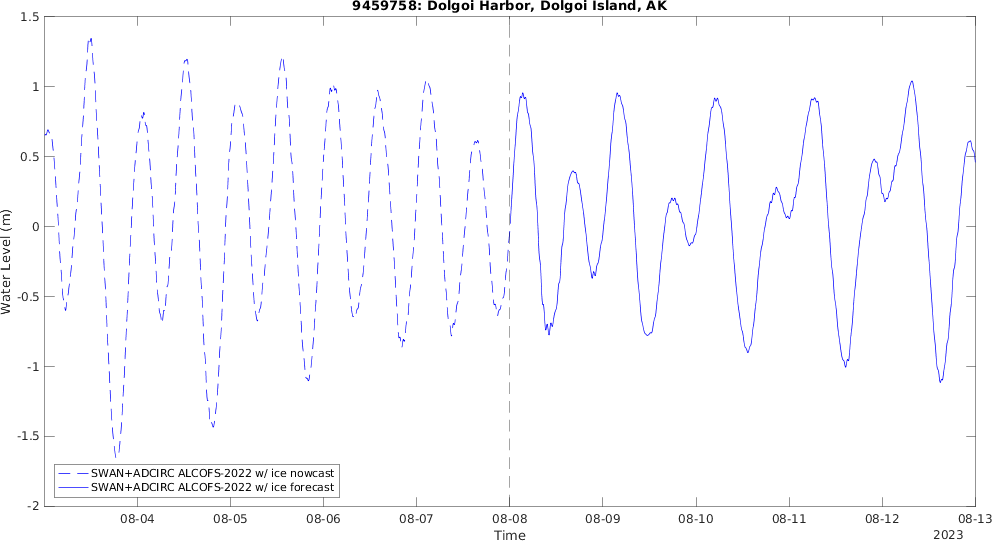 9459758: Dolgoi Harbor, Dolgoi Island, AK
1.5
1
0.5
0
-0.5
-1
-1.5
-2
Water Level (m)
SWAN+ADCIRC ALCOFS-2022 w/ ice nowcast
SWAN+ADCIRC ALCOFS-2022 w/ ice forecast
08-04 08-05 08-06 08-07 08-08 08-09 08-10 08-11 08-12 08-13
Time
2023